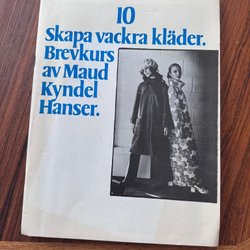 10
Skapa vackra kläder.
Brevkurs
av Maud
Kyndel
Hanser.